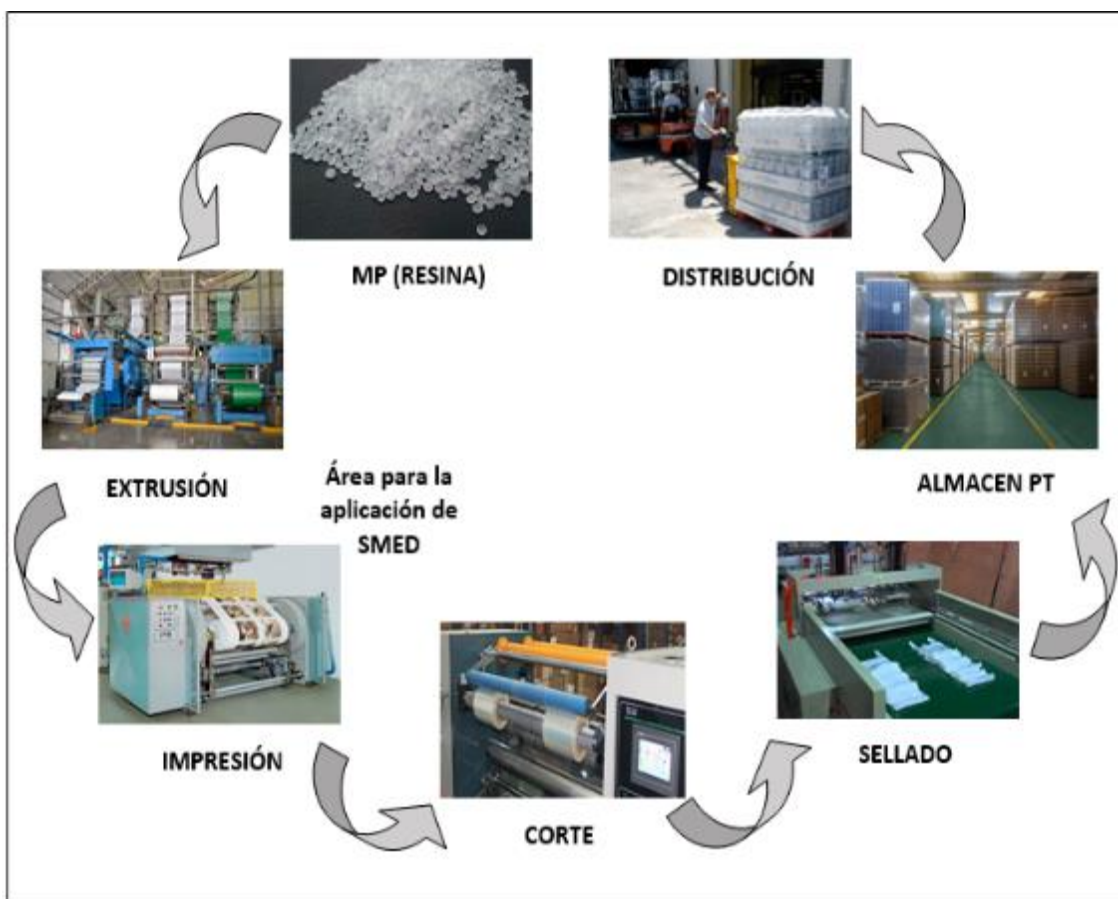 MP (RESINA)
DISTRIBUCIÓN
EXTRUSIÓN
ALMACEN PT
Área para la
aplicación de
SMED
IMPRESIÓN
SELLADO
CORTE